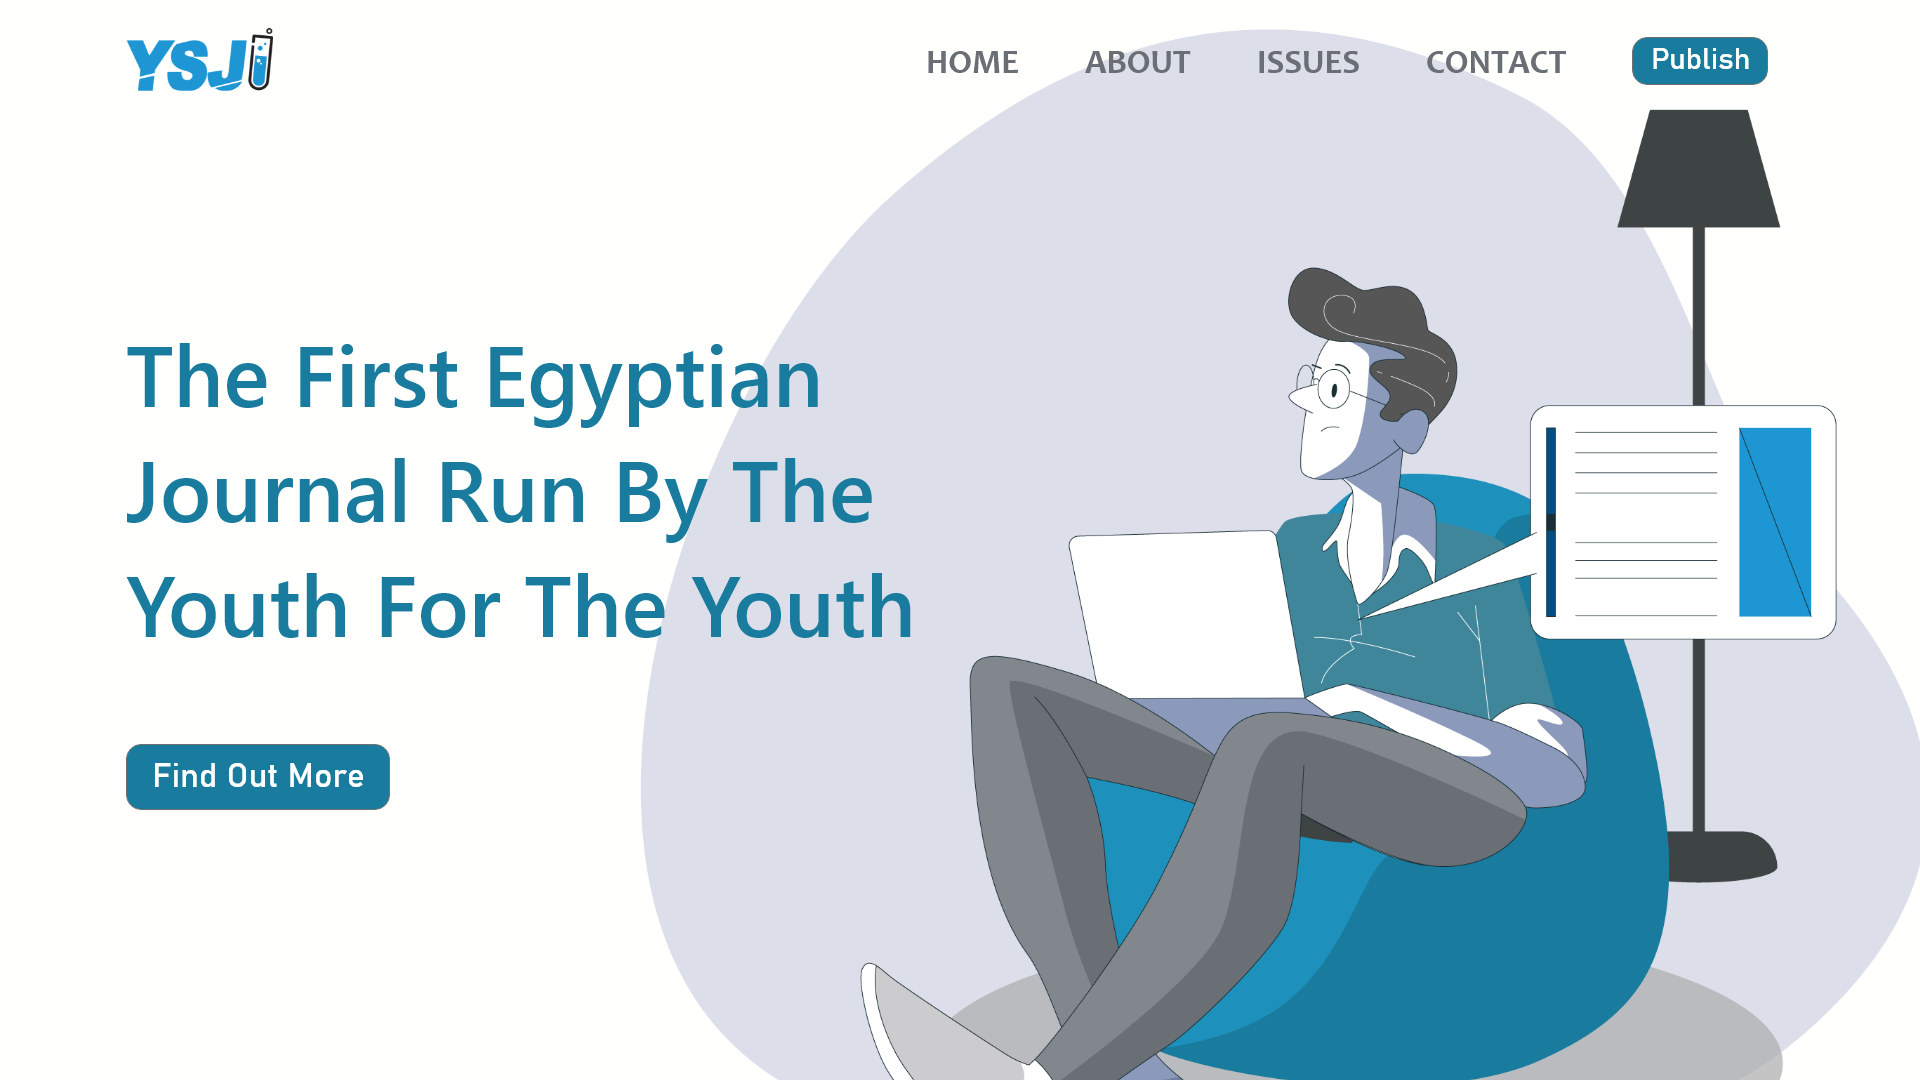 YSJ
HOME ABOUT ISSUES CONTACT Publish
The First Egyptian
Journal Run By The
Youth For The Youth
Find Out More